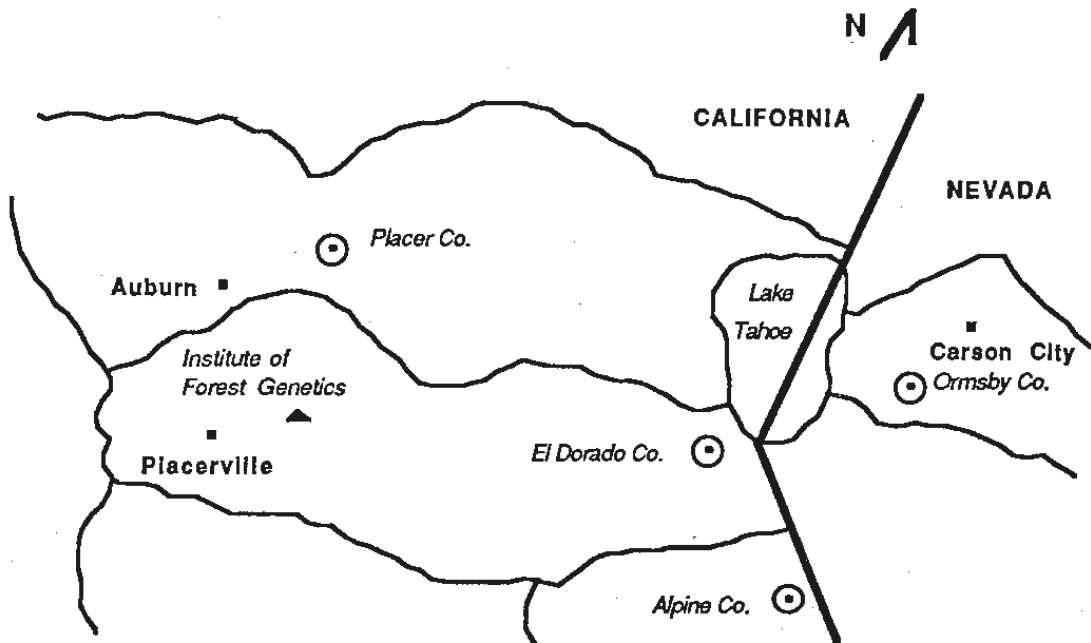 N
CALIFORNIA
NEVADA
Placer Co.
Auburn
Lake
Tahoe
Carson City
Ormsby Co.
Institute of
Forest Genetics
Placerville
El Dorado Co.
Alpine Co.